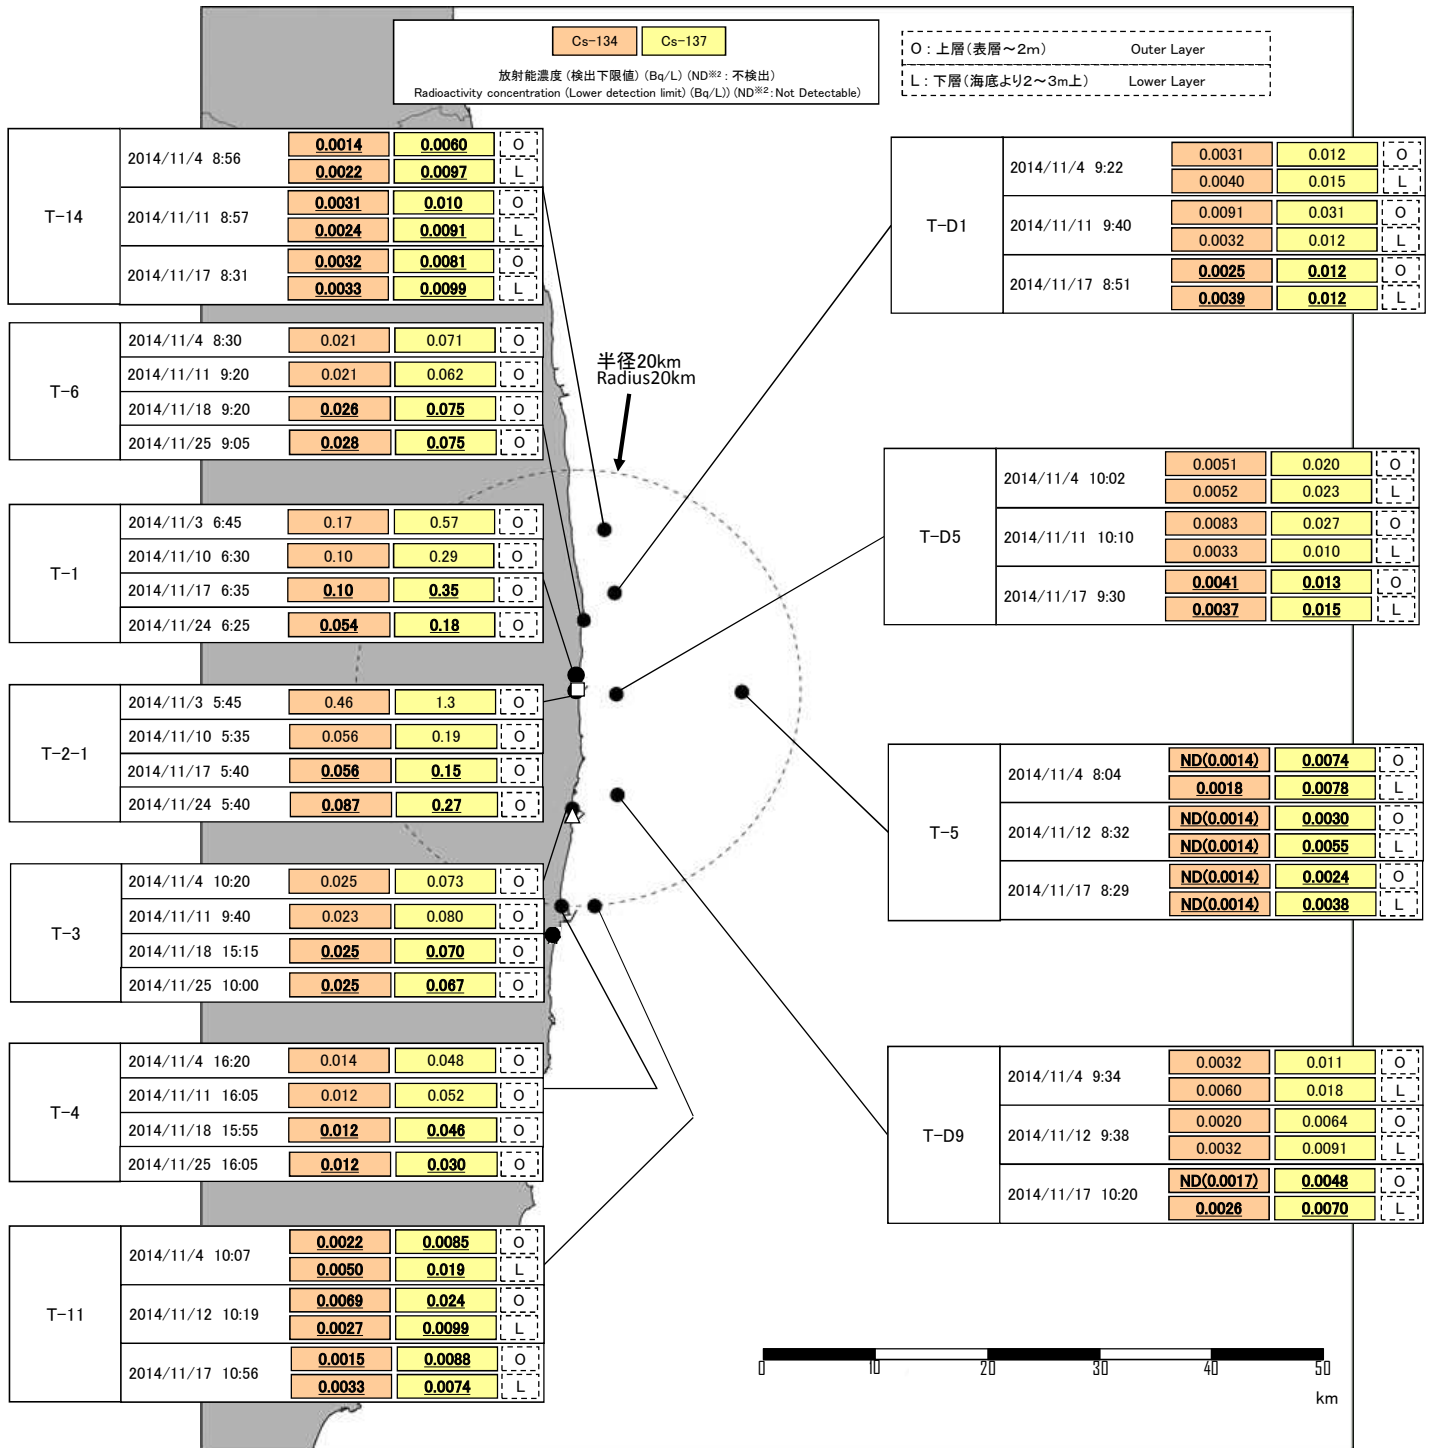 Cs-134 Cs-137
放射能濃度 (検出下限値) (Bq/L) (ND※2 : 不検出)
Radioactivity concentration (Lower detection limit) (Bq/L)) (ND※2: Not Detectable)
O : 上層(表層～2m) Outer Layer
L : 下層(海底より2～3m上) Lower Layer
T-14
2014/11/4 8:56
0.0014 0.0060 O
0.0022 0.0097 L
2014/11/11 8:57
0.0031 0.010 O
0.0024 0.0091 L
2014/11/17 8:31
0.0032 0.0081 O
0.0033 0.0099 L
T-6
2014/11/4 8:30 0.021 0.071 O
2014/11/11 9:20 0.021 0.062 O
2014/11/18 9:20 0.026 0.075 O
2014/11/25 9:05 0.028 0.075 O
T-1
2014/11/3 6:45 0.17 0.57 O
2014/11/10 6:30 0.10 0.29 O
2014/11/17 6:35 0.10 0.35 O
2014/11/24 6:25 0.054 0.18 O
T-2-1
2014/11/3 5:45 0.46 1.3 O
2014/11/10 5:35 0.056 0.19 O
2014/11/17 5:40 0.056 0.15 O
2014/11/24 5:40 0.087 0.27 O
T-3
2014/11/4 10:20 0.025 0.073 O
2014/11/11 9:40 0.023 0.080 O
2014/11/18 15:15 0.025 0.070 O
2014/11/25 10:00 0.025 0.067 O
T-4
2014/11/4 16:20 0.014 0.048 O
2014/11/11 16:05 0.012 0.052 O
2014/11/18 15:55 0.012 0.046 O
2014/11/25 16:05 0.012 0.030 O
T-11
2014/11/4 10:07
0.0022 0.0085 O
0.0050 0.019 L
2014/11/12 10:19
0.0069 0.024 O
0.0027 0.0099 L
2014/11/17 10:56
0.0015 0.0088 O
0.0033 0.0074 L
半径20km
Radius20km
T-D1
2014/11/4 9:22
0.0031 0.012 O
0.0040 0.015 L
2014/11/11 9:40
0.0091 0.031 O
0.0032 0.012 L
2014/11/17 8:51
0.0025 0.012 O
0.0039 0.012 L
T-D5
2014/11/4 10:02
0.0051 0.020 O
0.0052 0.023 L
2014/11/11 10:10
0.0083 0.027 O
0.0033 0.010 L
2014/11/17 9:30
0.0041 0.013 O
0.0037 0.015 L
T-5
2014/11/4 8:04
ND(0.0014) 0.0074 O
0.0018 0.0078 L
2014/11/12 8:32
ND(0.0014) 0.0030 O
ND(0.0014) 0.0055 L
2014/11/17 8:29
ND(0.0014) 0.0024 O
ND(0.0014) 0.0038 L
T-D9
2014/11/4 9:34
0.0032 0.011 O
0.0060 0.018 L
2014/11/12 9:38
0.0020 0.0064 O
0.0032 0.0091 L
2014/11/17 10:20
ND(0.0017) 0.0048 O
0.0026 0.0070 L
0 10 20 30 40 50
km